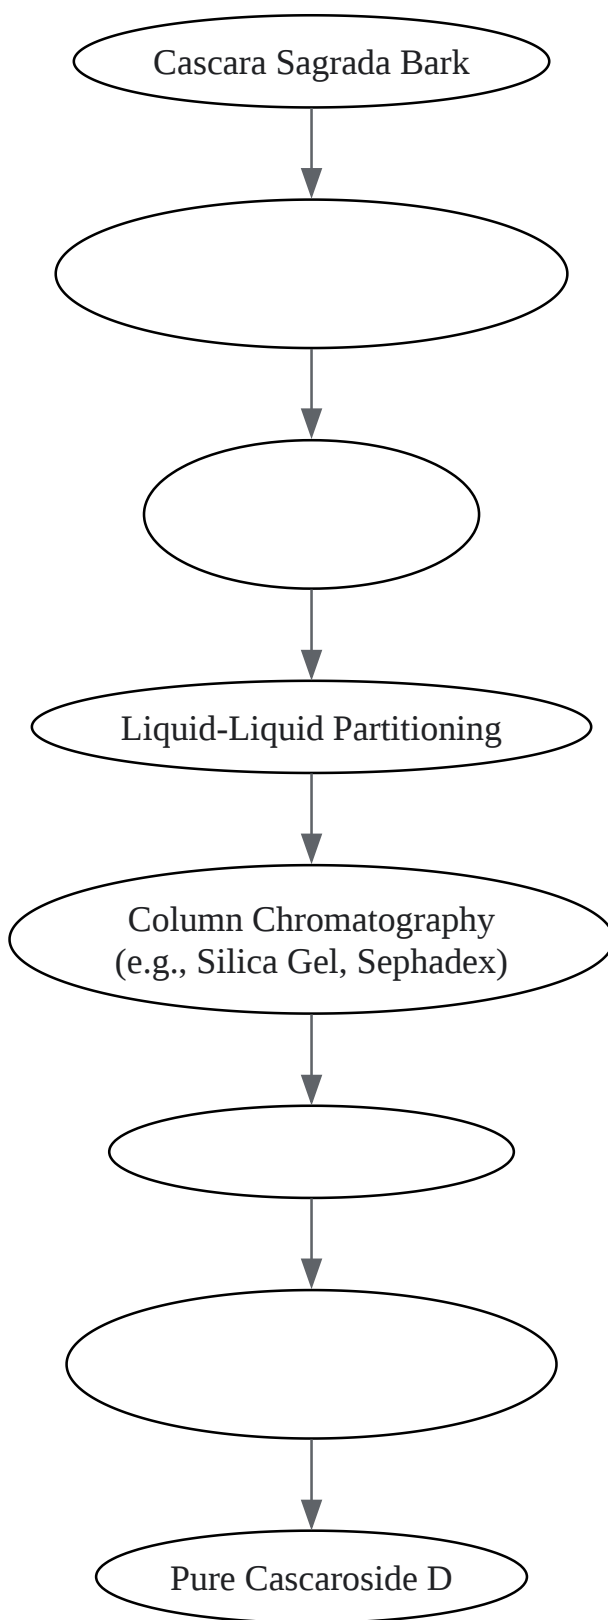 Cascara Sagrada Bark
Liquid-Liquid Partitioning
Column Chromatography
(e.g., Silica Gel, Sephadex)
Pure Cascaroside D